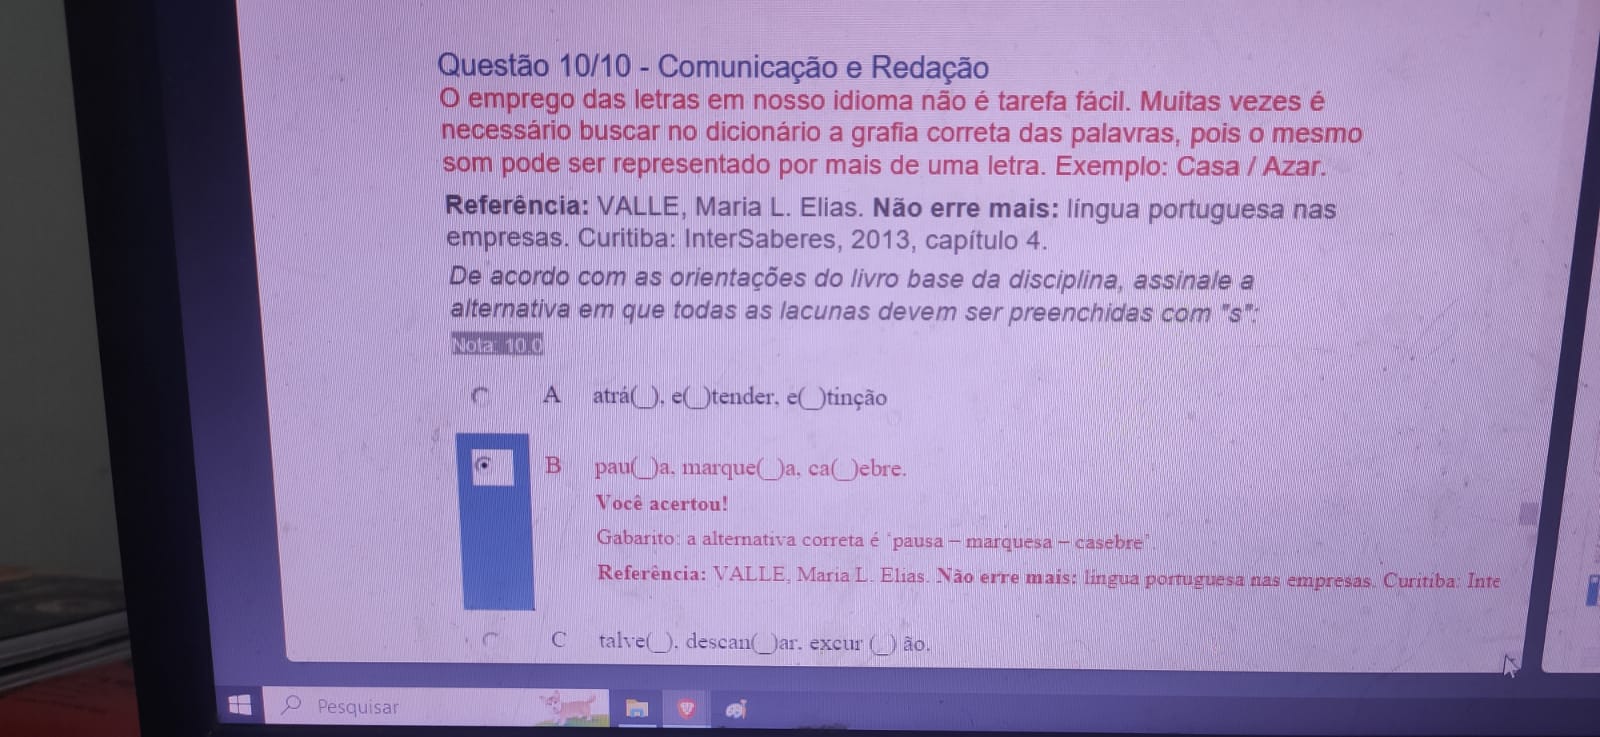 Questão 10/10 - Comunicação e Redação
O emprego das letras em nosso idioma não é tarefa fácil. Muitas vezes é
necessário buscar no dicionário a grafia correta das palavras, pois o mesmo
som pode ser representado por mais de uma letra. Exemplo: Casa / Azar.
Referência: VALLE, Maria L. Elias. Não erre mais: língua portuguesa nas
empresas. Curitiba: InterSaberes, 2013, capítulo 4.
De acordo com as orientações do livro base da disciplina, assinale a
alternativa em que todas as lacunas devem ser preenchidas com "s":
Nota: 10.0
A atrá(_), e(_)tender, e(_)tinção
B pau(_)a, marque(_)a, ca(_)ebre.
Você acertou!
Gabarito: a alternativa correta é "pausa – marquesa – casebre".
Referência: VALLE, Maria L. Elias. Não erre mais: língua portuguesa nas empresas. Curitiba: Inte
C talve(_), descan(_)ar, excur (_) ão.
Pesquisar